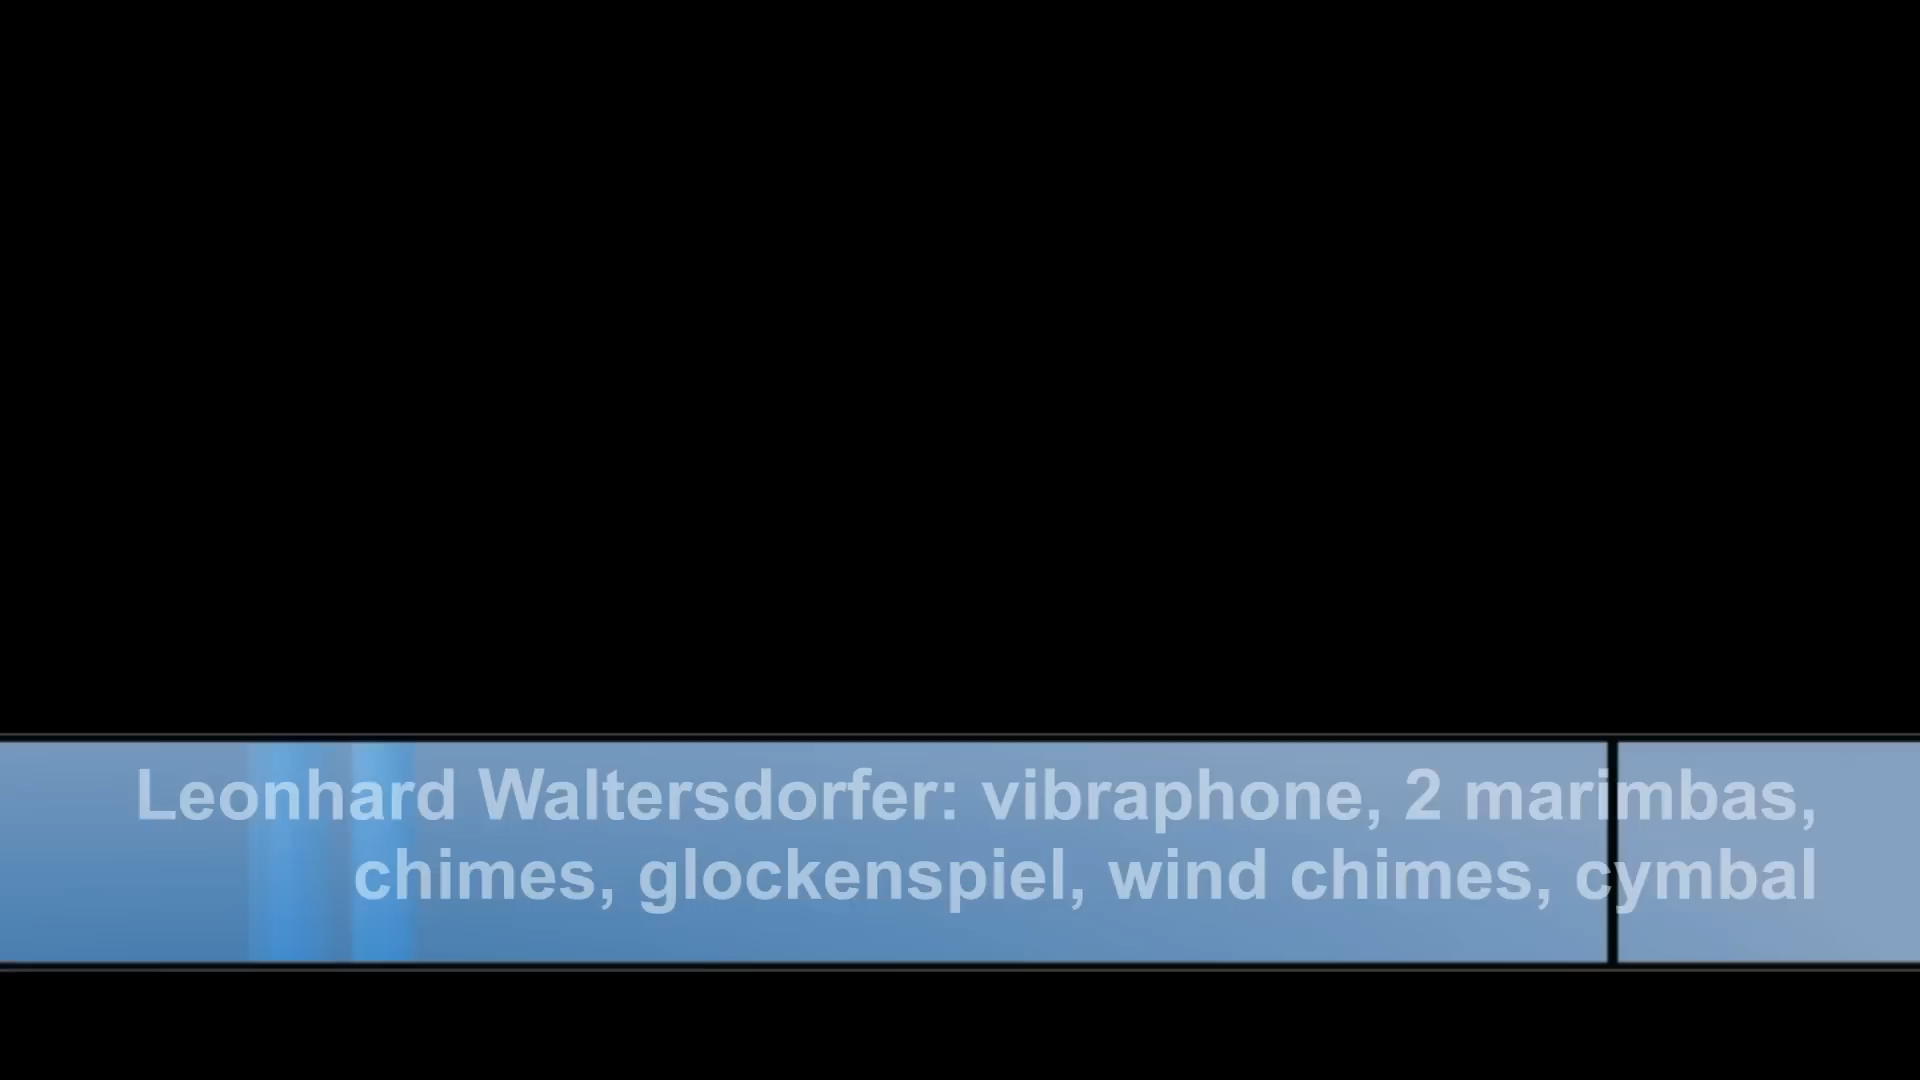 Leonhard Waltersdorfer: vibraphone, 2 marimbas,
chimes, glockenspiel, wind chimes, cymbal